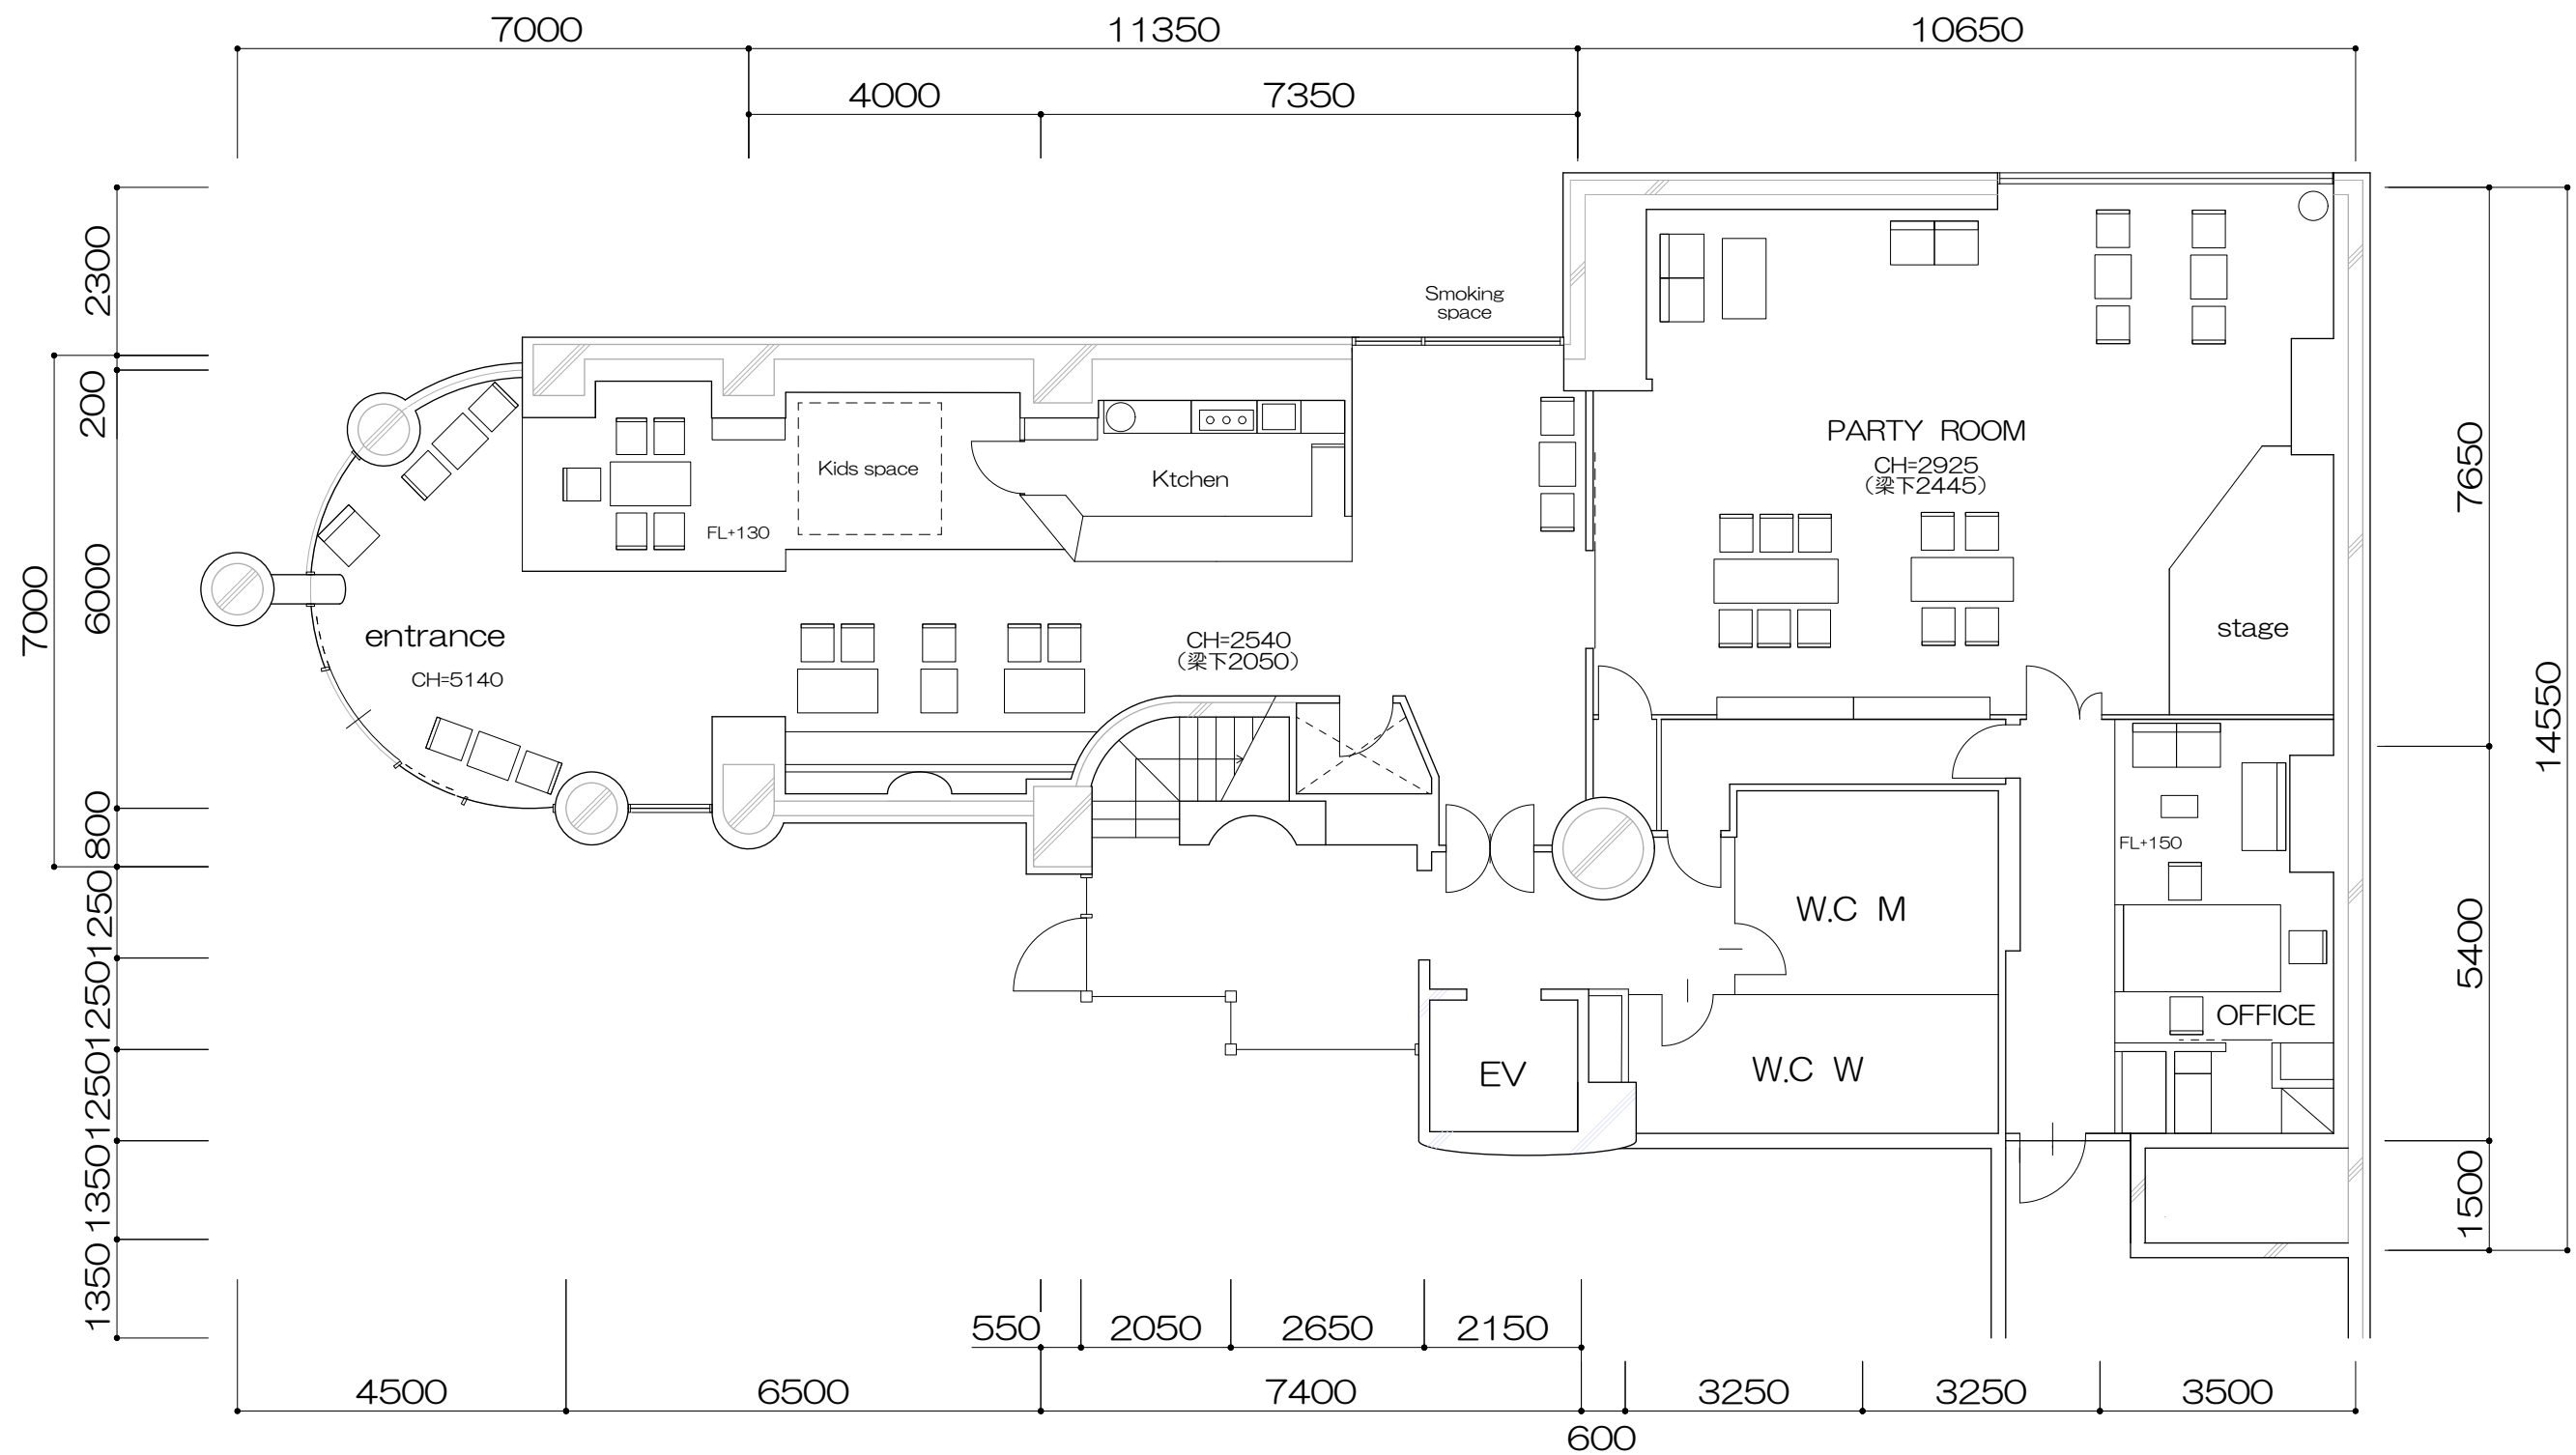 7000
11350
10650
4000
7350
2300
200
6000
7000
800
1250
1250
1250
1350
1350
Smoking
space
PARTY ROOM
CH=2925
(梁下2445)
Kids space
Ktchen
FL+130
entrance
CH=5140
CH=2540
(梁下2050)
stage
FL+150
W.C M
W.C W
EV
OFFICE
7650
14550
5400
1500
550
2050
2650
2150
4500
6500
7400
600
3250
3250
3500